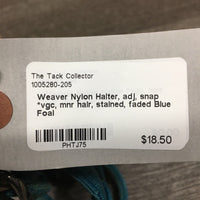 The Tack Collector
1005280-205
Weaver Nylon Halter, adj, snap
*vgc, mnr hair, stained, faded Blue
Foal
$18.50
PHTJ75